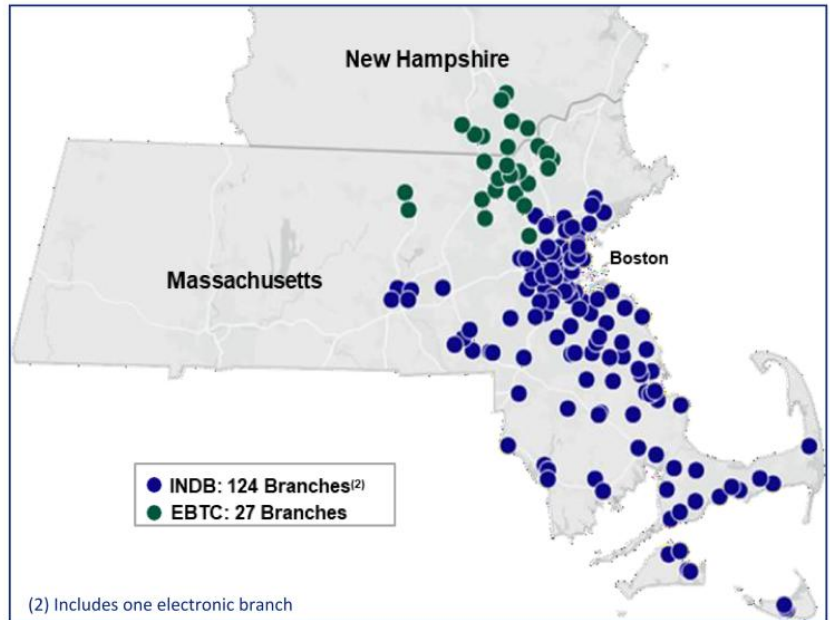 New Hampshire
Boston
Massachusetts
INDB: 124 Branches(2)
EBTC: 27 Branches
(2) Includes one electronic branch